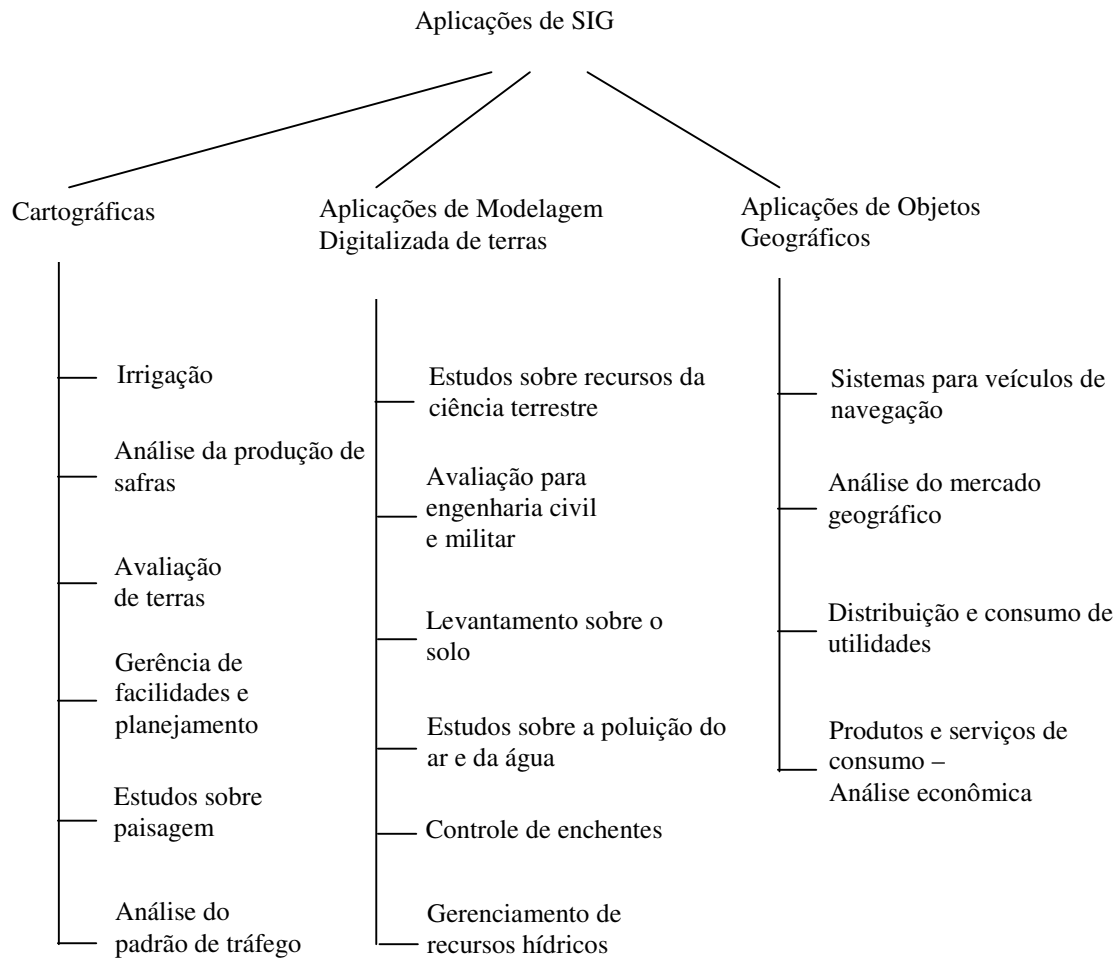 Aplicações de SIG
Cartográficas
Aplicações de Modelagem
Digitalizada de terras
Aplicações de Objetos
Geográficos
Irrigação
Análise da produção de
safras
Avaliação
de terras
Gerência de
facilidades e
planejamento
Estudos sobre
paisagem
Análise do
padrão de tráfego
Estudos sobre recursos da
ciência terrestre
Avaliação para
engenharia civil
e militar
Levantamento sobre o
solo
Estudos sobre a poluição do
ar e da água
Controle de enchentes
Gerenciamento de
recursos hídricos
Sistemas para veículos de
navegação
Análise do mercado
geográfico
Distribuição e consumo de
utilidades
Produtos e serviços de
consumo –
Análise econômica